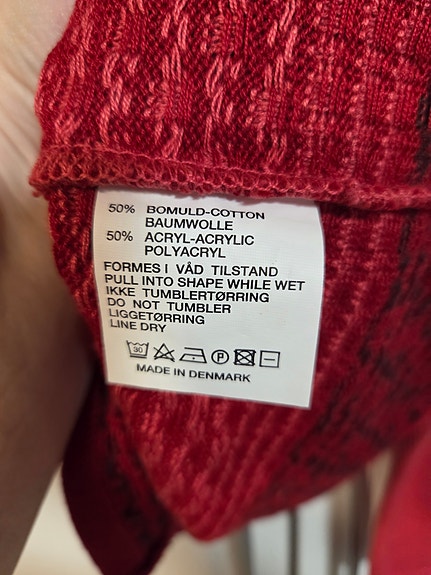 50% BOMULD-COTTON
BAUMWOLLE
50% ACRYL-ACRYLIC
POLYACRYL
FORMES I VÅD TILSTAND
PULL INTO SHAPE WHILE WET
IKKE TUMBLERTØRRING
DO NOT TUMBLER
LIGGETØRRING
LINE DRY
30 P
MADE IN DENMARK